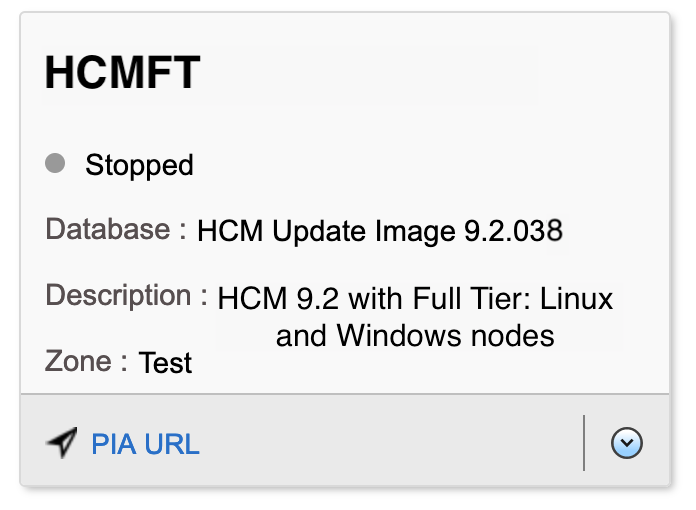 HCMFT
Stopped
Database : HCM Update Image 9.2.038
Description : HCM 9.2 with Full Tier: Linux
and Windows nodes
Zone : Test
PIA URL